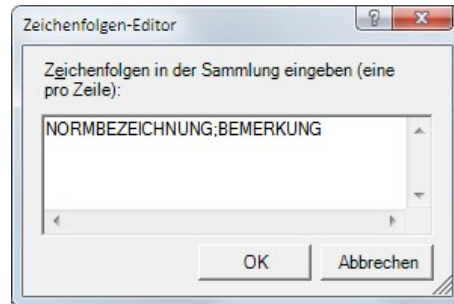 Zeichenfolgen-Editor
Zeichenfolgen in der Sammlung eingeben (eine
pro Zeile):
NORMBEZEICHNUNG;BEMERKUNG
OK
Abbrechen